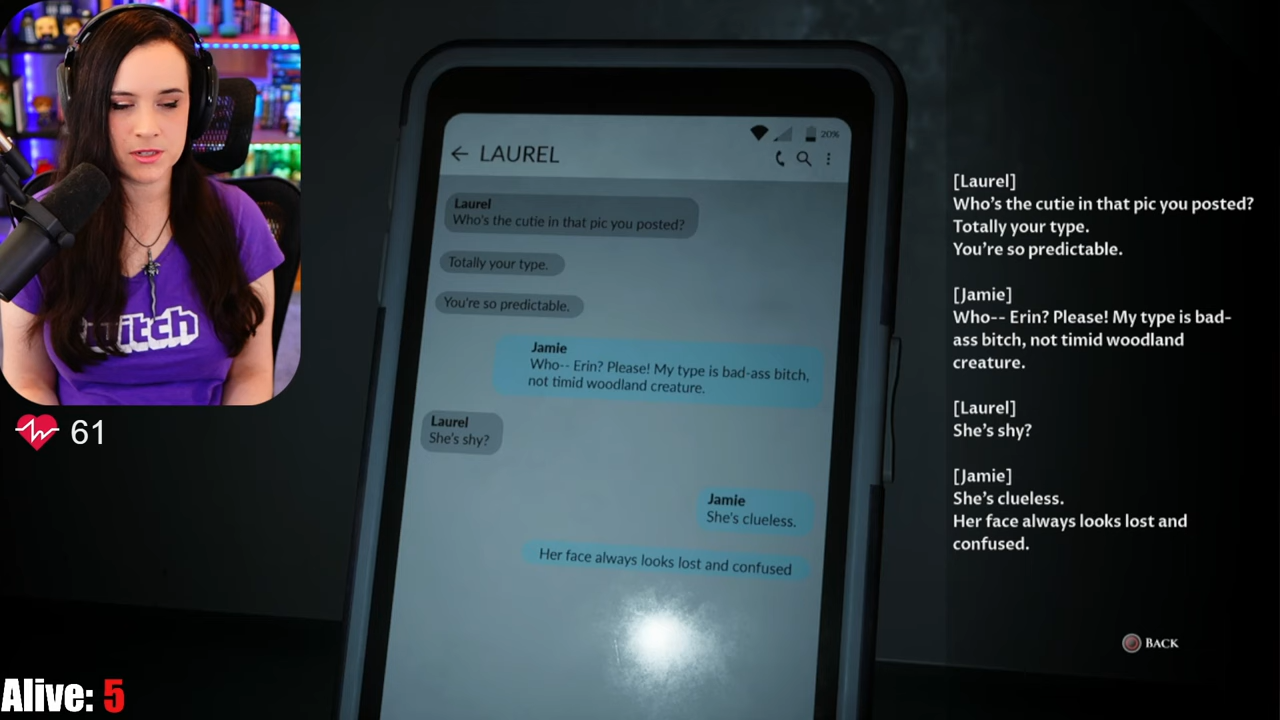 twitch
61
Alive: 5
20%
LAUREL
Laurel
Who's the cutie in that pic you posted?
Totally your type.
You're so predictable.
Jamie
Who-- Erin? Please! My type is bad-ass bitch,
not timid woodland creature.
Laurel
She's shy?
Jamie
She's clueless.
Her face always looks lost and confused
[Laurel]
Who's the cutie in that pic you posted?
Totally your type.
You're so predictable.
[Jamie]
Who-- Erin? Please! My type is bad-
ass bitch, not timid woodland
creature.
[Laurel]
She's shy?
[Jamie]
She's clueless.
Her face always looks lost and
confused.
BACK